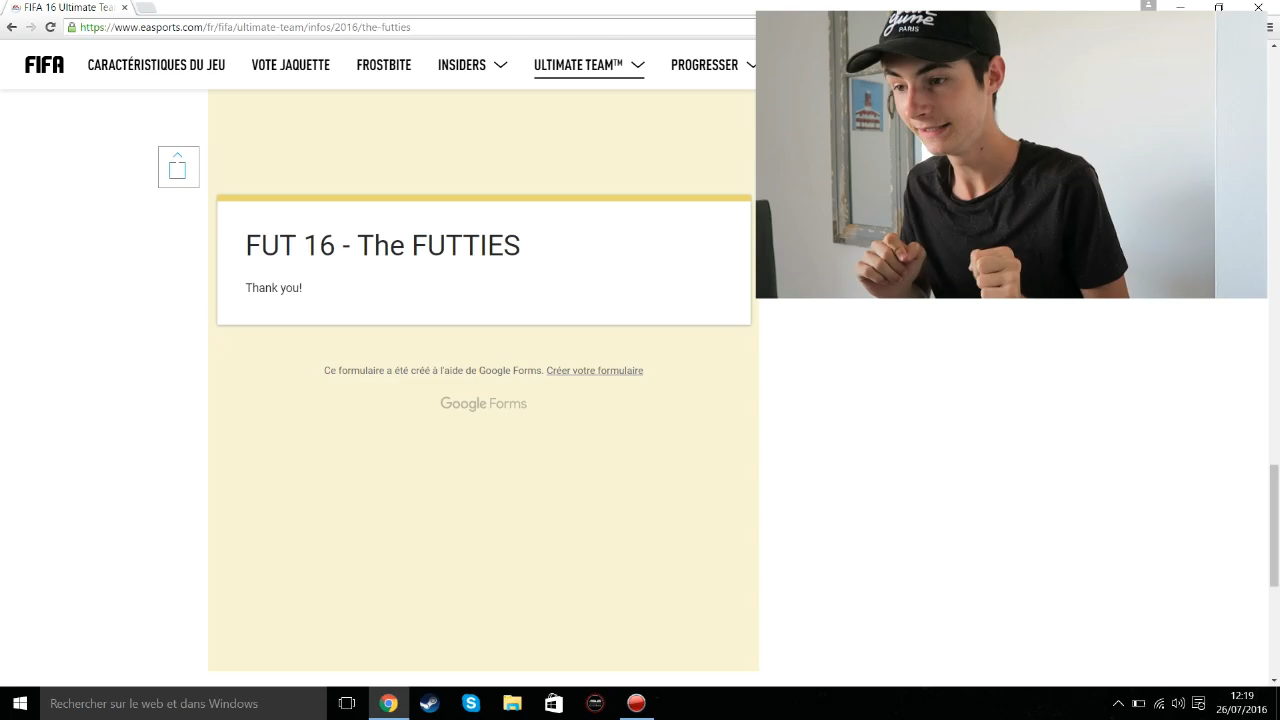 FIFA 16 - Ultimate Team
https://www.easports.com/fr/fifa/ultimate-team/infos/2016/the-futties
FIFA CARACTÉRISTIQUES DU JEU VOTE JAQUETTE FROSTBITE INSIDERS ULTIMATE TEAM™ PROGRESSER
gune
PARIS
FUT 16 - The FUTTIES
Thank you!
Ce formulaire a été créé à l'aide de Google Forms. Créer votre formulaire
Google Forms
Rechercher sur le web et dans Windows
12:19
26/07/2016